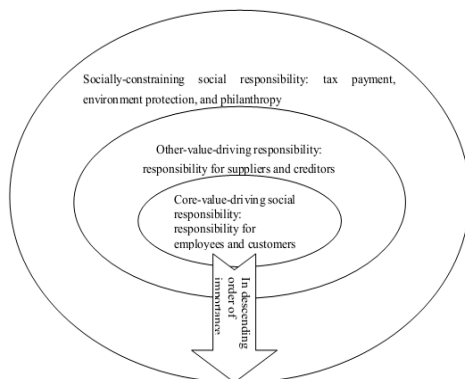 Socially-constraining social responsibility: tax payment,
environment protection, and philanthropy
Other-value-driving responsibility:
responsibility for suppliers and creditors
Core-value-driving social
responsibility:
responsibility for
employees and customers
In descending
order of
importance